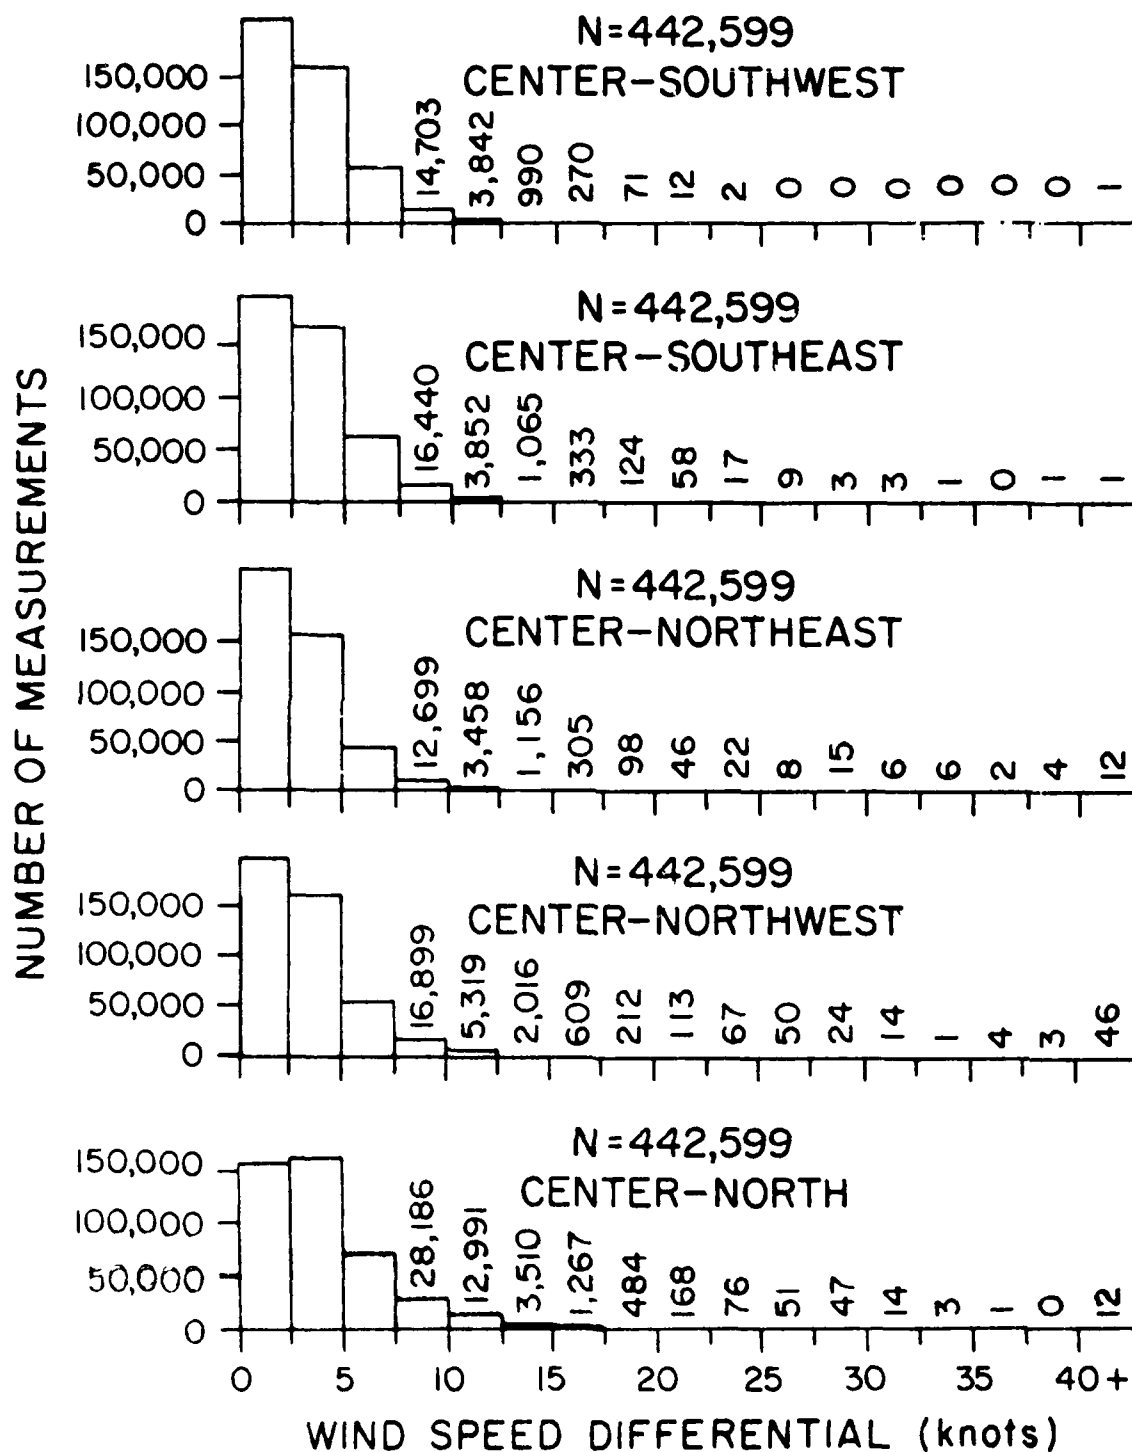 NUMBER OF MEASUREMENTS
N=442,599
CENTER-SOUTHWEST
150,000
100,000
50,000
0
14,703 3,842 990 270 71 12 2 0 0 0 0 0 0 1
N=442,599
CENTER-SOUTHEAST
150,000
100,000
50,000
0
16,440 3,852 1,065 333 124 58 17 9 3 3 1 0 1 1
N=442,599
CENTER-NORTHEAST
150,000
100,000
50,000
0
12,699 3,458 1,156 305 98 46 22 8 15 6 6 2 4 12
N=442,599
CENTER-NORTHWEST
150,000
100,000
50,000
0
16,899 5,319 2,016 609 212 113 67 50 24 14 1 4 3 46
N=442,599
CENTER-NORTH
150,000
100,000
50,000
0
28,186 12,991 3,510 1,267 484 168 76 51 47 14 3 1 0 12
0 5 10 15 20 25 30 35 40+
WIND SPEED DIFFERENTIAL (knots)